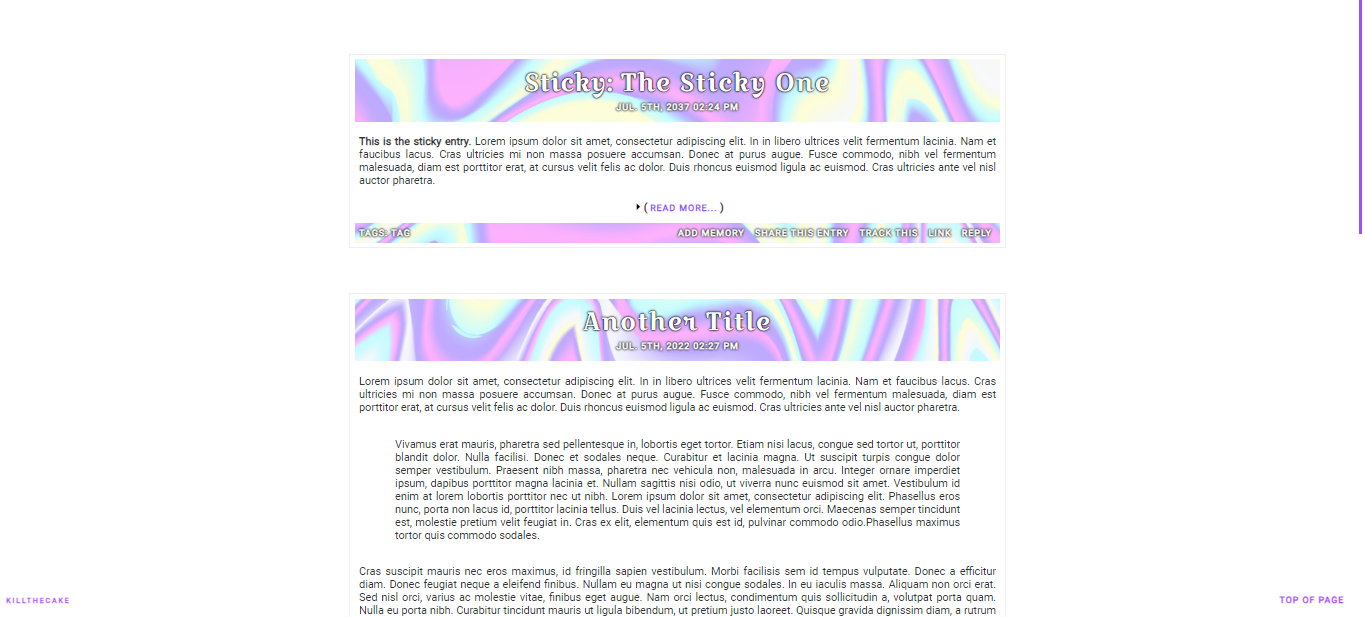 Sticky: The Sticky One
JUL. 5TH, 2037 02:24 PM
This is the sticky entry. Lorem ipsum dolor sit amet, consectetur adipiscing elit. In in libero ultrices velit fermentum lacinia. Nam et
faucibus lacus. Cras ultricies mi non massa posuere accumsan. Donec at purus augue. Fusce commodo, nibh vel fermentum
malesuada, diam est porttitor erat, at cursus velit felis ac dolor. Duis rhoncus euismod ligula ac euismod. Cras ultricies ante vel nisl
auctor pharetra.
( READ MORE... )
TAGS: TAG
ADD MEMORY SHARE THIS ENTRY TRACK THIS LINK REPLY
Another Title
JUL. 5TH, 2022 02:27 PM
Lorem ipsum dolor sit amet, consectetur adipiscing elit. In in libero ultrices velit fermentum lacinia. Nam et faucibus lacus. Cras
ultricies mi non massa posuere accumsan. Donec at purus augue. Fusce commodo, nibh vel fermentum malesuada, diam est
porttitor erat, at cursus velit felis ac dolor. Duis rhoncus euismod ligula ac euismod. Cras ultricies ante vel nisl auctor pharetra.
Vivamus erat mauris, pharetra sed pellentesque in, lobortis eget tortor. Etiam nisi lacus, congue sed tortor ut, porttitor
blandit dolor. Nulla facilisi. Donec et sodales neque. Curabitur et lacinia magna. Ut suscipit turpis congue dolor
semper vestibulum. Praesent nibh massa, pharetra nec vehicula non, malesuada in arcu. Integer ornare imperdiet
ipsum, dapibus porttitor magna lacinia et. Nullam sagittis nisi odio, ut viverra nunc euismod sit amet. Vestibulum id
enim at lorem lobortis porttitor nec ut nibh. Lorem ipsum dolor sit amet, consectetur adipiscing elit. Phasellus eros
nunc, porta non lacus id, porttitor lacinia tellus. Duis vel lacinia lectus, vel elementum orci. Maecenas semper tincidunt
est, molestie pretium velit feugiat in. Cras ex elit, elementum quis est id, pulvinar commodo odio.Phasellus maximus
tortor quis commodo sodales.
Cras suscipit mauris nec eros maximus, id fringilla sapien vestibulum. Morbi facilisis sem id tempus vulputate. Donec a efficitur
diam. Donec feugiat neque a eleifend finibus. Nullam eu magna ut nisi congue sodales. In eu iaculis massa. Aliquam non orci erat.
Sed nisl orci, varius ac molestie vitae, finibus eget augue. Nam orci lectus, condimentum quis sollicitudin a, volutpat porta quam.
Nulla eu porta nibh. Curabitur tincidunt mauris ut ligula bibendum, ut pretium justo laoreet. Quisque gravida dignissim diam, a rutrum
KILLTHECAKE
TOP OF PAGE